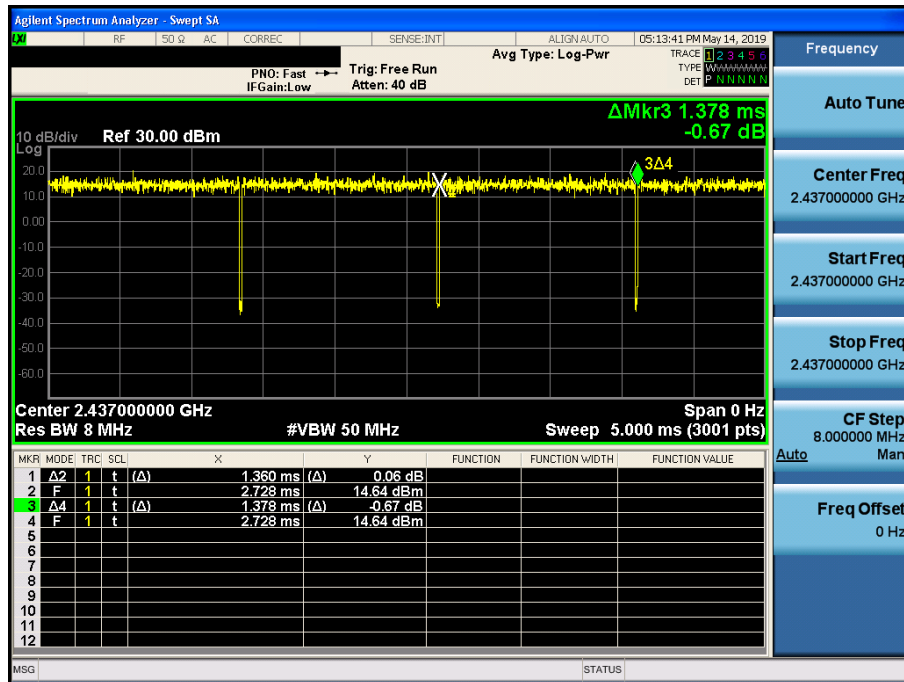 Agilent Spectrum Analyzer - Swept SA
LXI RF 50 Ω AC CORREC SENSE:INT ALIGN AUTO 05:13:41 PM May 14, 2019
PNO: Fast
IFGain:Low
Trig: Free Run
Atten: 40 dB
Avg Type: Log-Pwr
TRACE 1 2 3 4 5 6
TYPE WWWWWW
DET P N N N N N
ΔMkr3 1.378 ms
-0.67 dB
10 dB/div Ref 30.00 dBm
Log
20.0
10.0
0.00
-10.0
-20.0
-30.0
-40.0
-50.0
-60.0
3Δ4
Center 2.437000000 GHz Span 0 Hz
Res BW 8 MHz #VBW 50 MHz Sweep 5.000 ms (3001 pts)
MKR MODE TRC SCL X Y FUNCTION FUNCTION WIDTH FUNCTION VALUE
1 Δ2 1 t (Δ) 1.360 ms (Δ) 0.06 dB
2 F 1 t 2.728 ms 14.64 dBm
3 Δ4 1 t (Δ) 1.378 ms (Δ) -0.67 dB
4 F 1 t 2.728 ms 14.64 dBm
5
6
7
8
9
10
11
12
MSG STATUS
Frequency
Auto Tune
Center Freq
2.437000000 GHz
Start Freq
2.437000000 GHz
Stop Freq
2.437000000 GHz
CF Step
8.000000 MHz
Auto Man
Freq Offset
0 Hz